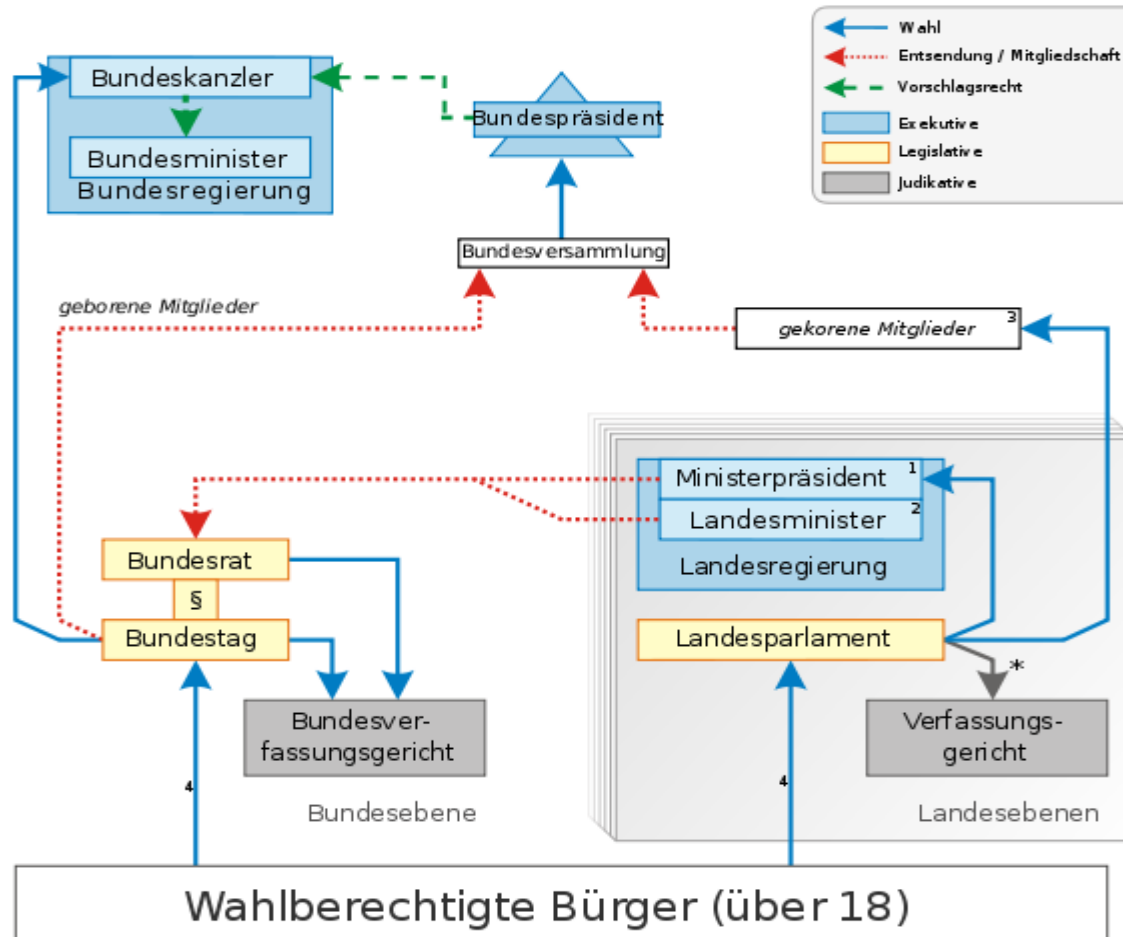 Wahl
Entsendung / Mitgliedschaft
Vorschlagsrecht
Exekutive
Legislative
Judikative
Bundeskanzler
Bundesminister
Bundesregierung
Bundespräsident
Bundesversammlung
geborene Mitglieder
gekorene Mitglieder 3
Ministerpräsident 1
Landesminister 2
Landesregierung
Bundesrat
§
Bundestag
Landesparlament
*
Bundesver-
fassungsgericht
Verfassungs-
gericht
4
4
Bundesebene
Landesebenen
Wahlberechtigte Bürger (über 18)